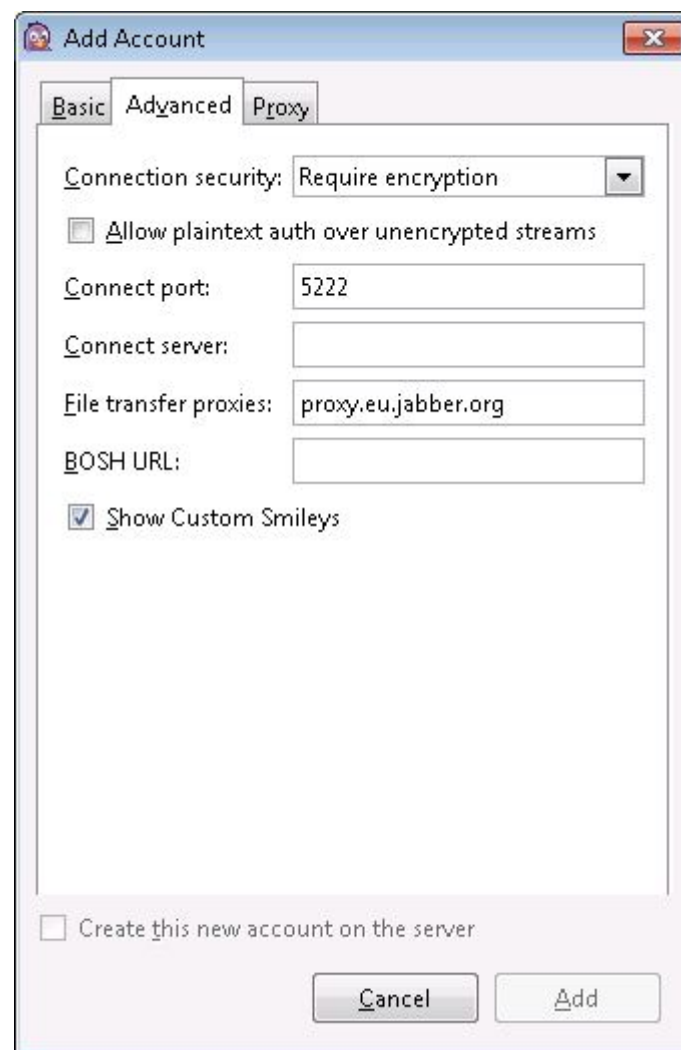 Add Account
Basic Advanced Proxy
Connection security: Require encryption
Allow plaintext auth over unencrypted streams
Connect port: 5222
Connect server:
File transfer proxies: proxy.eu.jabber.org
BOSH URL:
Show Custom Smileys
Create this new account on the server
Cancel Add